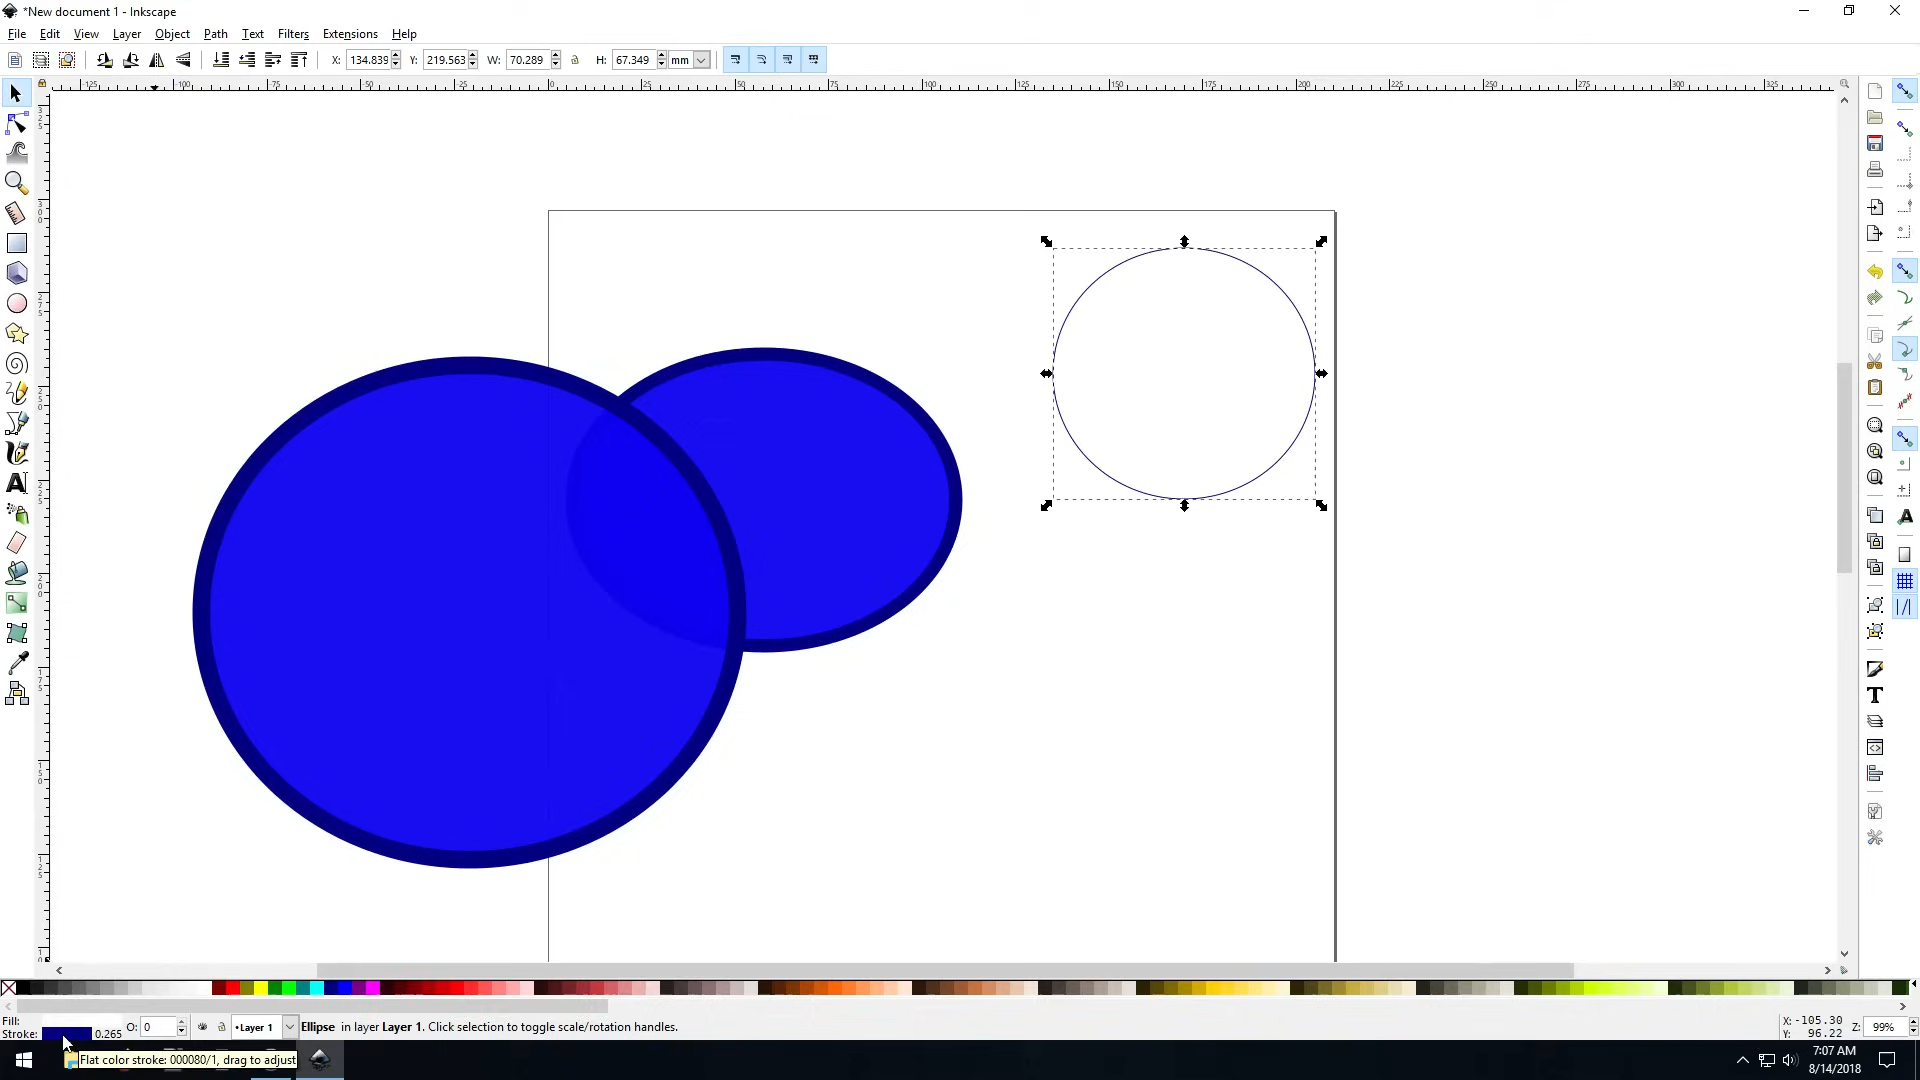 *New document 1 - Inkscape
File Edit View Layer Object Path Text Filters Extensions Help
X: 134.839 Y: 219.563 W: 70.289 H: 67.349 mm
Fill:
Stroke: 0.265 O: 0 •Layer 1 Ellipse in layer Layer 1. Click selection to toggle scale/rotation handles.
X: -105.30
Y: 96.22
Z: 99%
Flat color stroke: 000080/1, drag to adjust
7:07 AM
8/14/2018